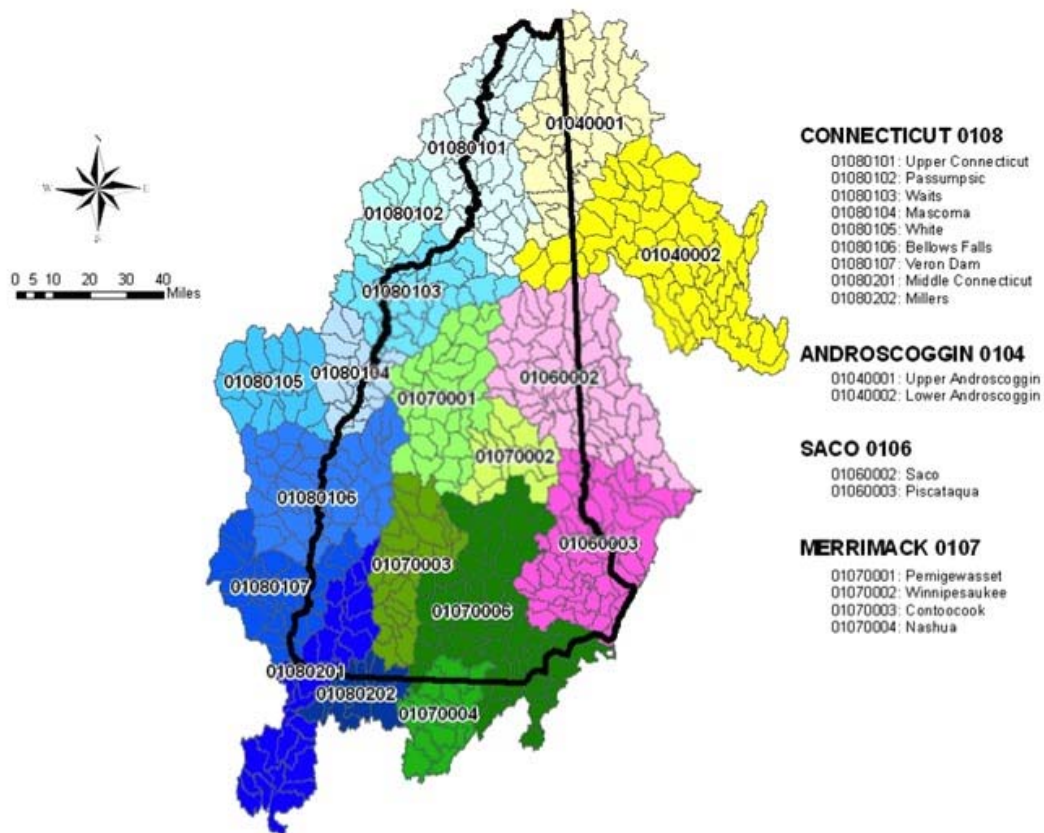 N
W
E
S
0 5 10 20 30 40
Miles
01080101
01040001
01080102
01040002
01080103
01080105
01080104
01060002
01070001
01070002
01080106
01060003
01070003
01080107
01070006
01080201
01080202
01070004
CONNECTICUT 0108
01080101: Upper Connecticut
01080102: Passumpsic
01080103: Waits
01080104: Mascoma
01080105: White
01080106: Bellows Falls
01080107: Veron Dam
01080201: Middle Connecticut
01080202: Millers
ANDROSCOGGIN 0104
01040001: Upper Androscoggin
01040002: Lower Androscoggin
SACO 0106
01060002: Saco
01060003: Piscataqua
MERRIMACK 0107
01070001: Pemigewasset
01070002: Winnipesaukee
01070003: Contoocook
01070004: Nashua